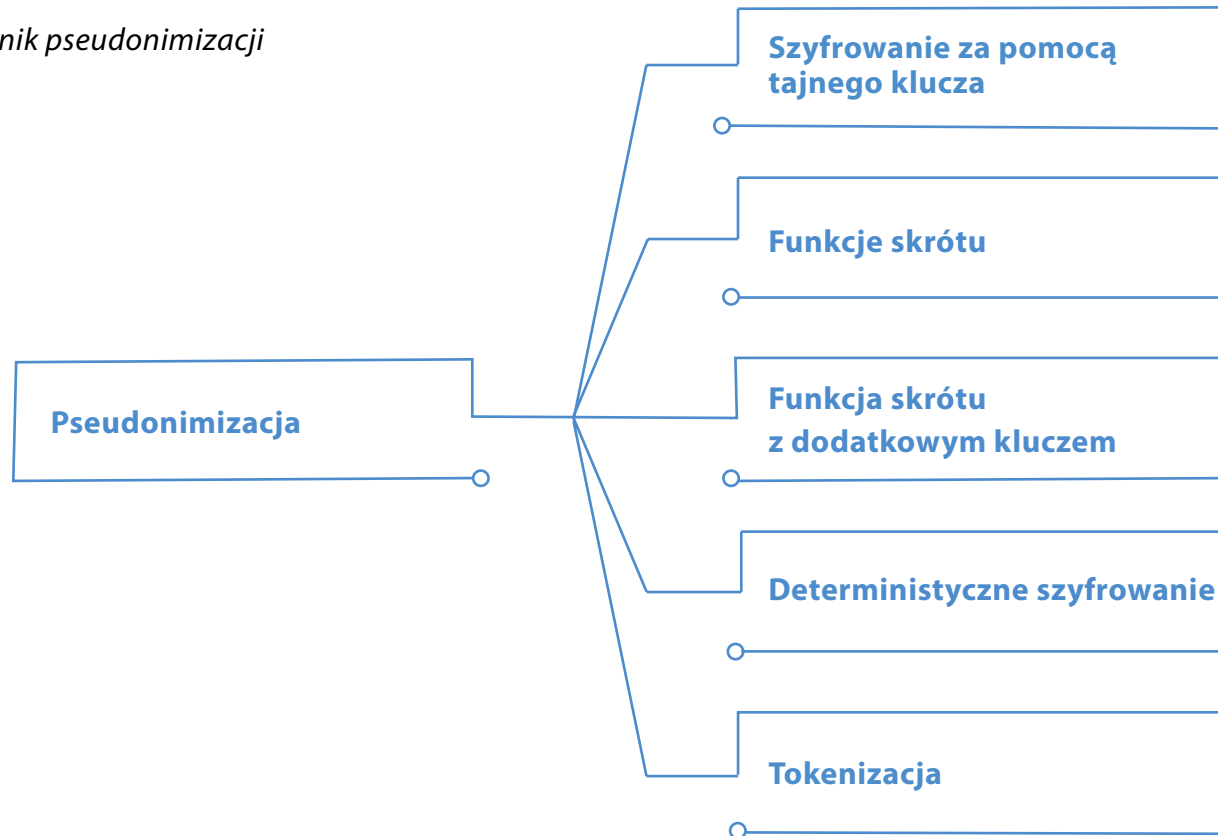 nik pseudonimizacji
Szyfrowanie za pomocą
tajnego klucza
Funkcje skrótu
Funkcja skrótu
z dodatkowym kluczem
Pseudonimizacja
Deterministyczne szyfrowanie
Tokenizacja